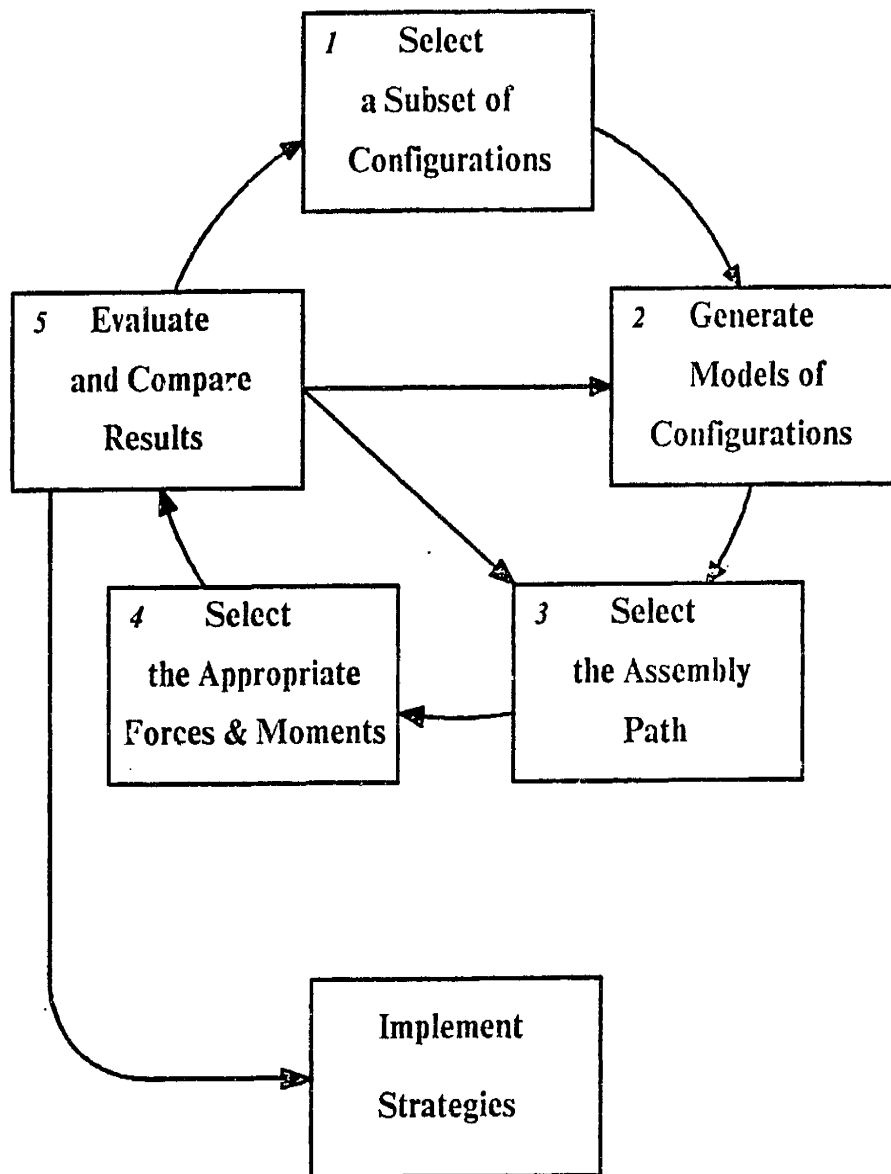 1 Select
a Subset of
Configurations
5 Evaluate
and Compare
Results
2 Generate
Models of
Configurations
4 Select
the Appropriate
Forces & Moments
3 Select
the Assembly
Path
Implement
Strategies